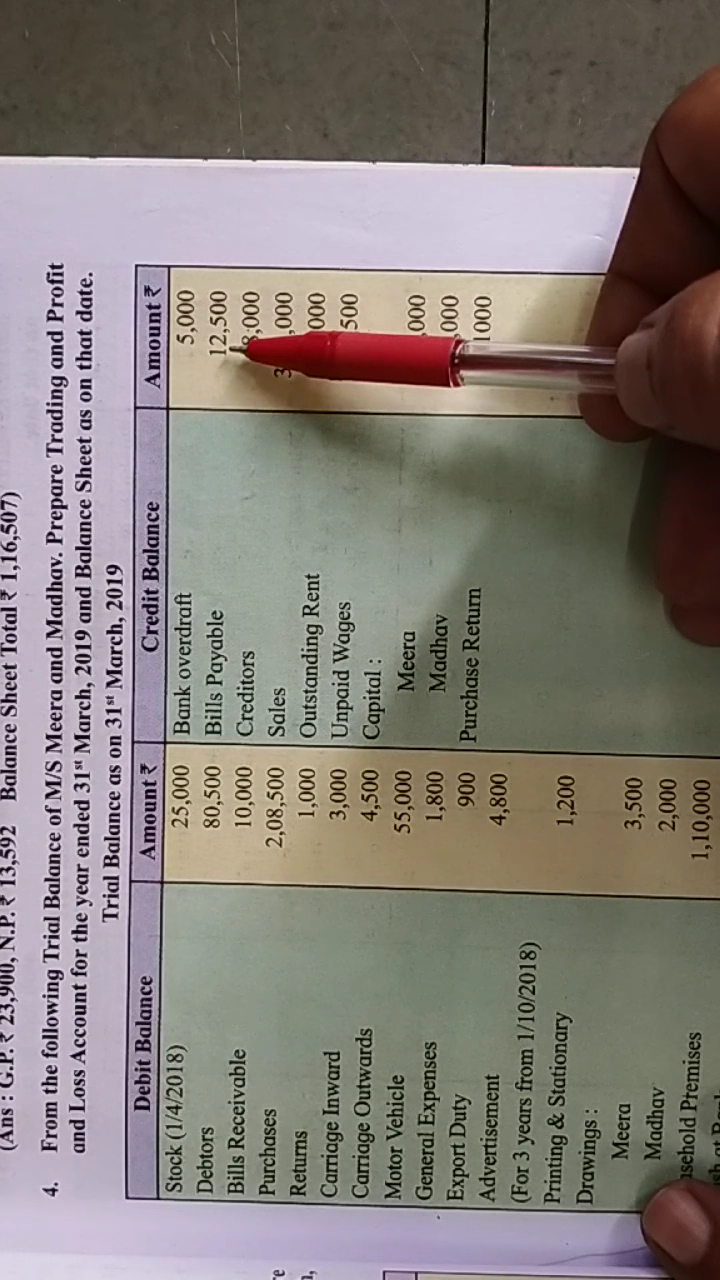 (Ans : G.P. ₹ 23,900, N.P. ₹ 13,592 Balance Sheet Total ₹ 1,16,507)
4. From the following Trial Balance of M/S Meera and Madhav. Prepare Trading and Profit
and Loss Account for the year ended 31st March, 2019 and Balance Sheet as on that date.
Trial Balance as on 31st March, 2019
Debit Balance Amount ₹ Credit Balance Amount ₹
Stock (1/4/2018) 25,000 Bank overdraft 5,000
Debtors 80,500 Bills Payable 12,500
Bills Receivable 10,000 Creditors
Purchases 2,08,500 Sales
Returns 1,000 Outstanding Rent
Carriage Inward 3,000 Unpaid Wages
Carriage Outwards 4,500 Capital :
Motor Vehicle 55,000 Meera
General Expenses 1,800 Madhav
Export Duty 900 Purchase Return 1000
Advertisement 4,800
(For 3 years from 1/10/2018)
Printing & Stationary 1,200
Drawings :
Meera 3,500
Madhav 2,000
Premises 1,10,000